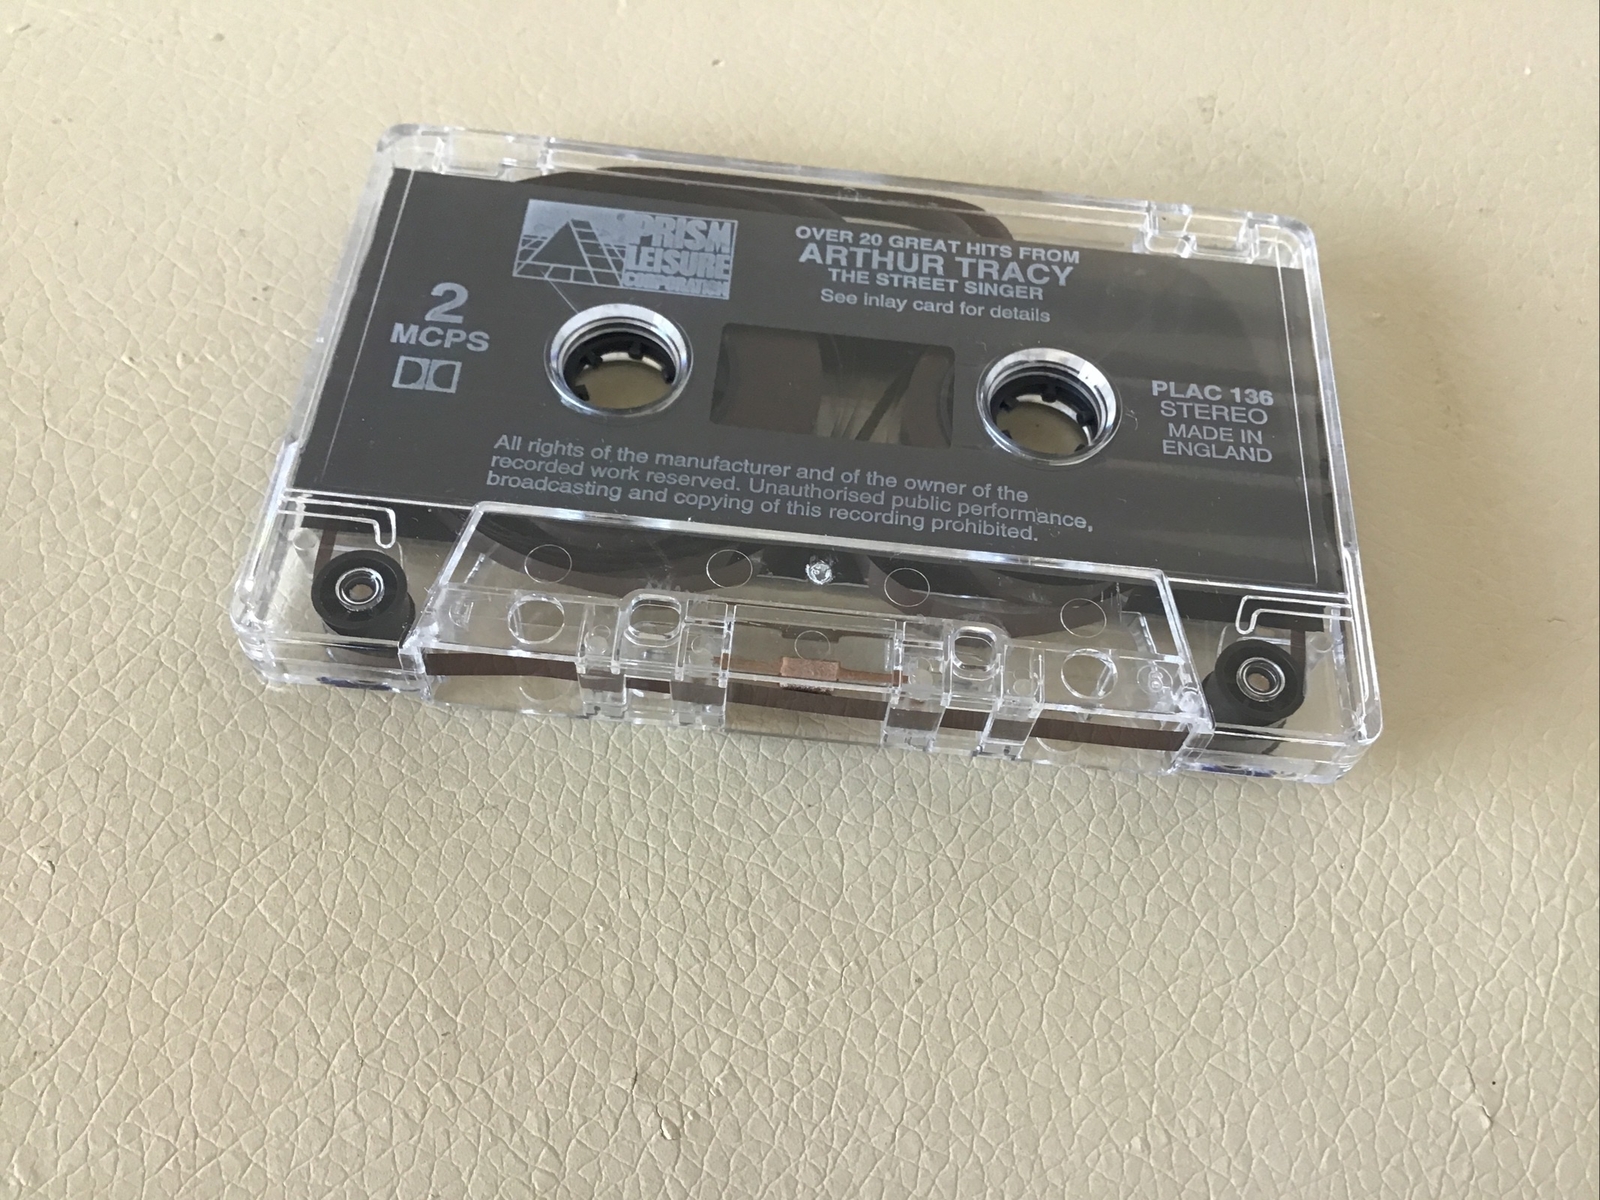 PRISM
LEISURE
CORPORATION
OVER 20 GREAT HITS FROM
ARTHUR TRACY
THE STREET SINGER
See inlay card for details
2
MCPS
PLAC 136
STEREO
MADE IN
ENGLAND
All rights of the manufacturer and of the owner of the
recorded work reserved. Unauthorised public performance,
broadcasting and copying of this recording prohibited.